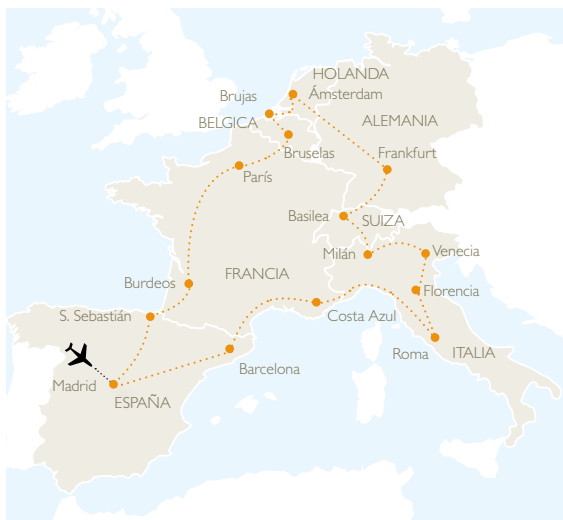 HOLANDA
Brujas
Ámsterdam
BELGICA
ALEMANIA
Bruselas
Frankfurt
París
Basilea
SUIZA
Milán
Venecia
FRANCIA
Burdeos
Florencia
S. Sebastián
Costa Azul
Roma
ITALIA
Barcelona
Madrid
ESPAÑA